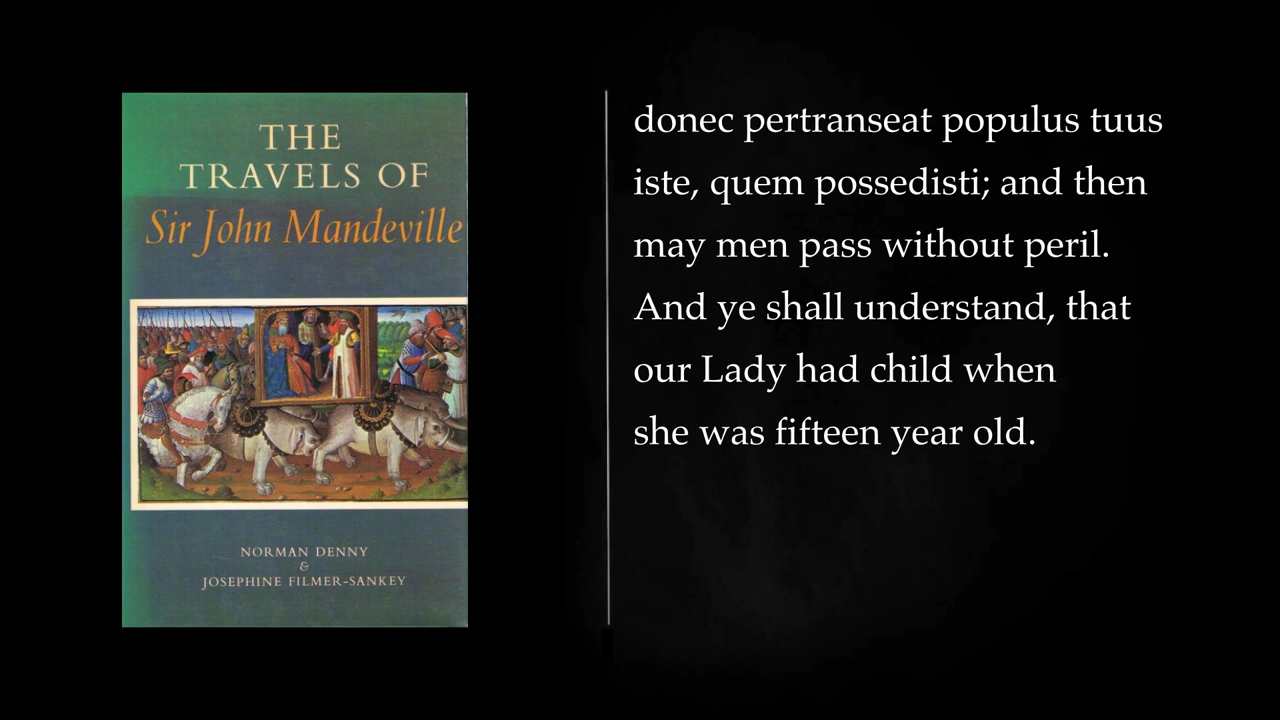 THE
TRAVELS OF
Sir John Mandeville
NORMAN DENNY
&
JOSEPHINE FILMER-SANKEY
donec pertranseat populus tuus
iste, quem possedisti; and then
may men pass without peril.
And ye shall understand, that
our Lady had child when
she was fifteen year old.